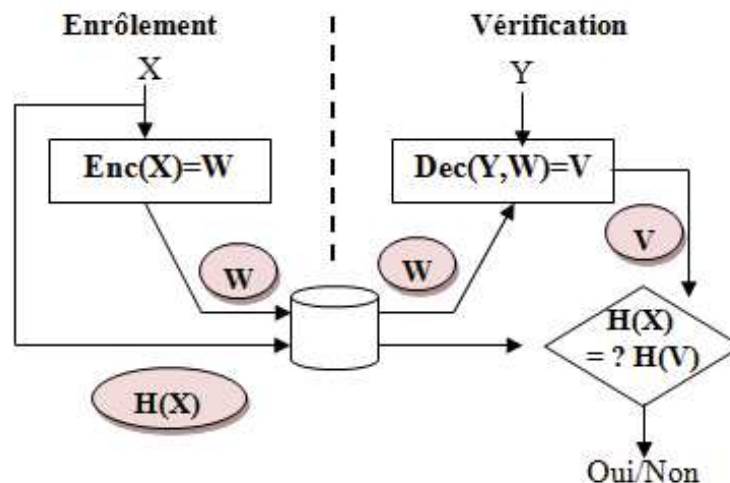 Enrôlement
Vérification
X
Y
Enc(X)=W
Dec(Y,W)=V
W
W
V
H(X)
= ? H(V)
H(X)
Oui/Non